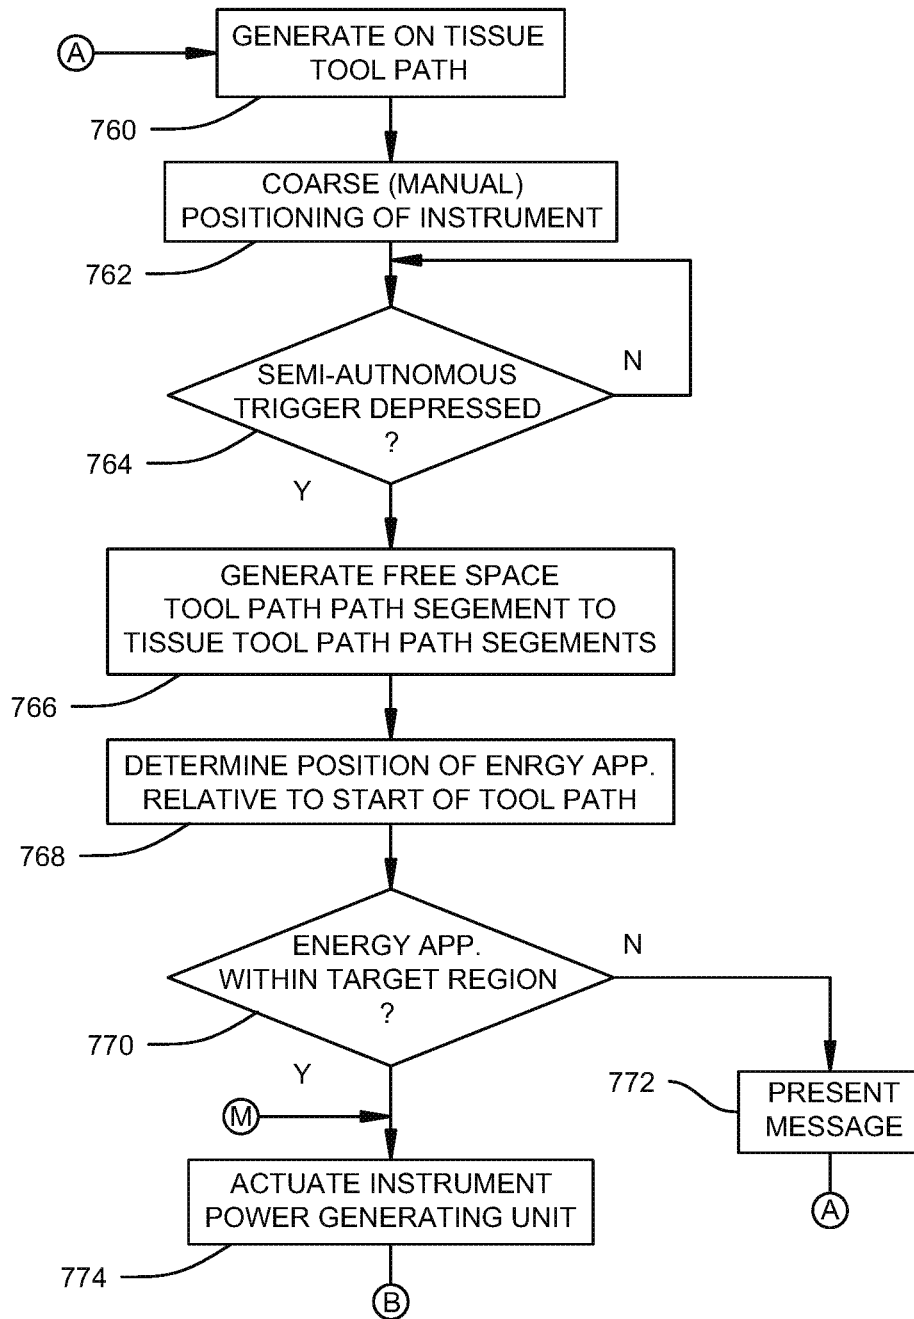 A
GENERATE ON TISSUE
TOOL PATH
760
COARSE (MANUAL)
POSITIONING OF INSTRUMENT
762
SEMI-AUTNOMOUS
TRIGGER DEPRESSED
?
N
764
Y
GENERATE FREE SPACE
TOOL PATH PATH SEGEMENT TO
TISSUE TOOL PATH PATH SEGEMENTS
766
DETERMINE POSITION OF ENRGY APP.
RELATIVE TO START OF TOOL PATH
768
ENERGY APP.
WITHIN TARGET REGION
?
N
770
Y
772
PRESENT
MESSAGE
A
M
ACTUATE INSTRUMENT
POWER GENERATING UNIT
774
B